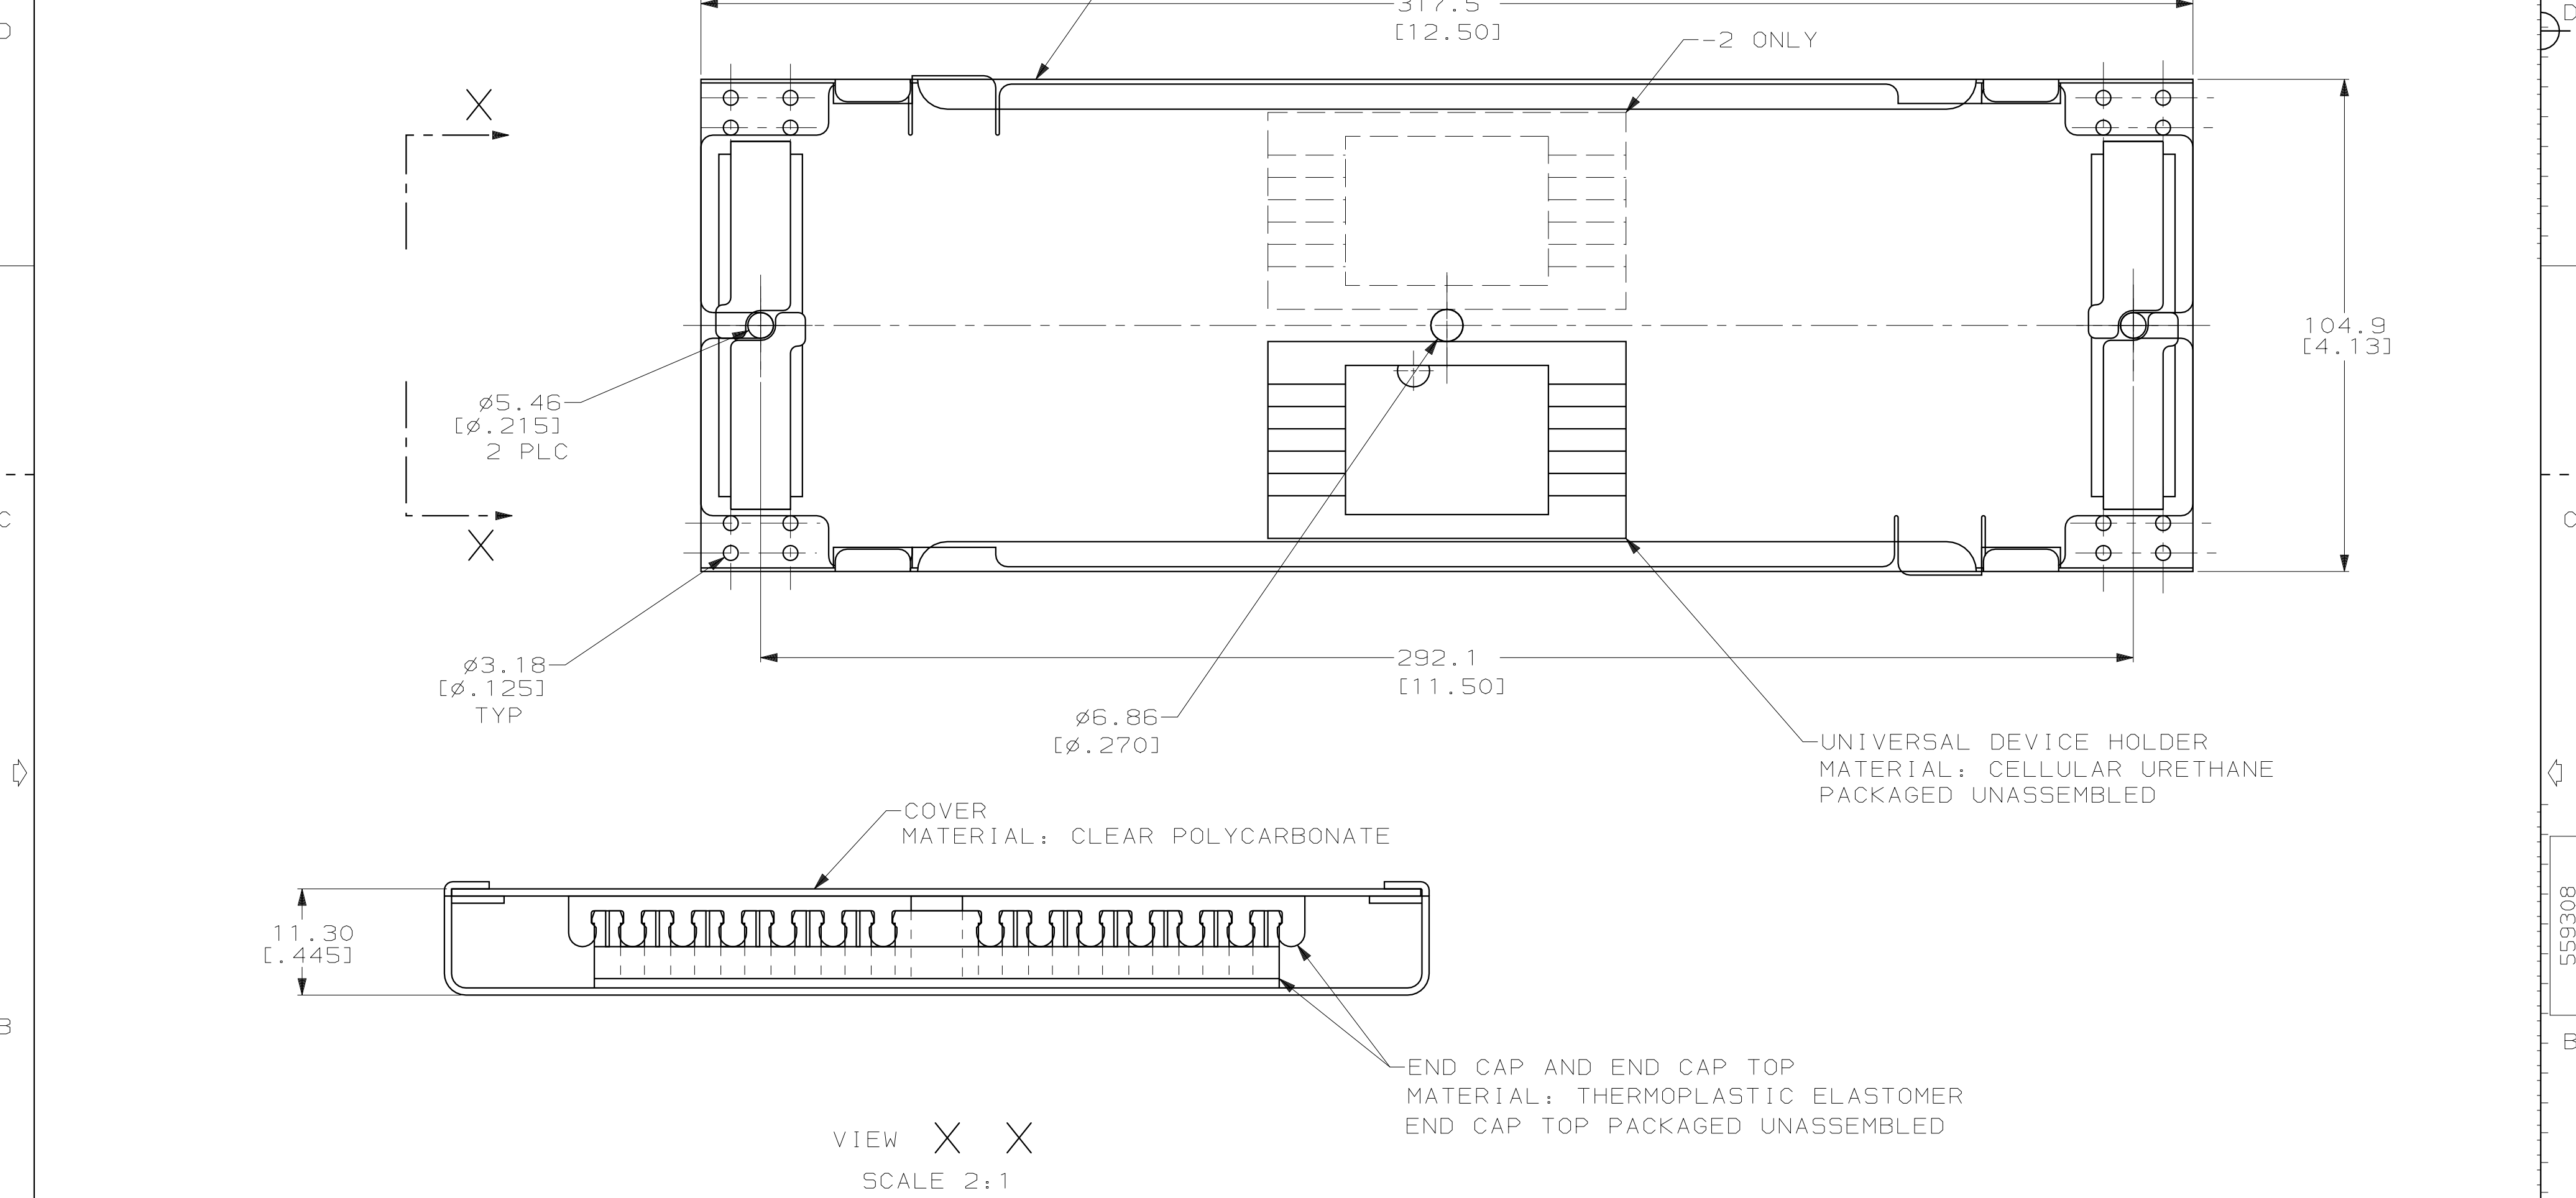 D
D
317.5
[12.50]
-2 ONLY
X
104.9
[4.13]
⌀5.46
[⌀.215]
2 PLC
C
C
X
⌀3.18
[⌀.125]
TYP
292.1
[11.50]
⌀6.86
[⌀.270]
UNIVERSAL DEVICE HOLDER
MATERIAL: CELLULAR URETHANE
PACKAGED UNASSEMBLED
COVER
MATERIAL: CLEAR POLYCARBONATE
11.30
[.445]
559308
B
B
END CAP AND END CAP TOP
MATERIAL: THERMOPLASTIC ELASTOMER
END CAP TOP PACKAGED UNASSEMBLED
VIEW X X
SCALE 2:1